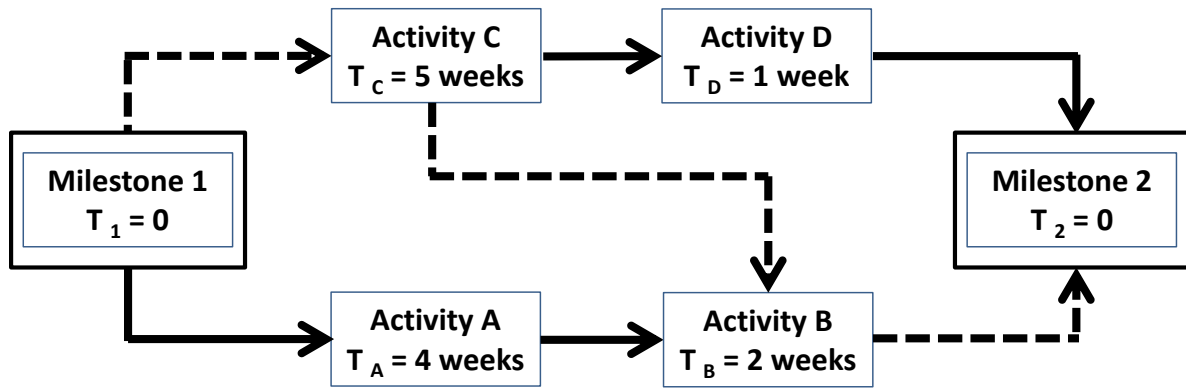 Activity C
T C = 5 weeks
Activity D
T D = 1 week
Milestone 1
T 1 = 0
Milestone 2
T 2 = 0
Activity A
T A = 4 weeks
Activity B
T B = 2 weeks